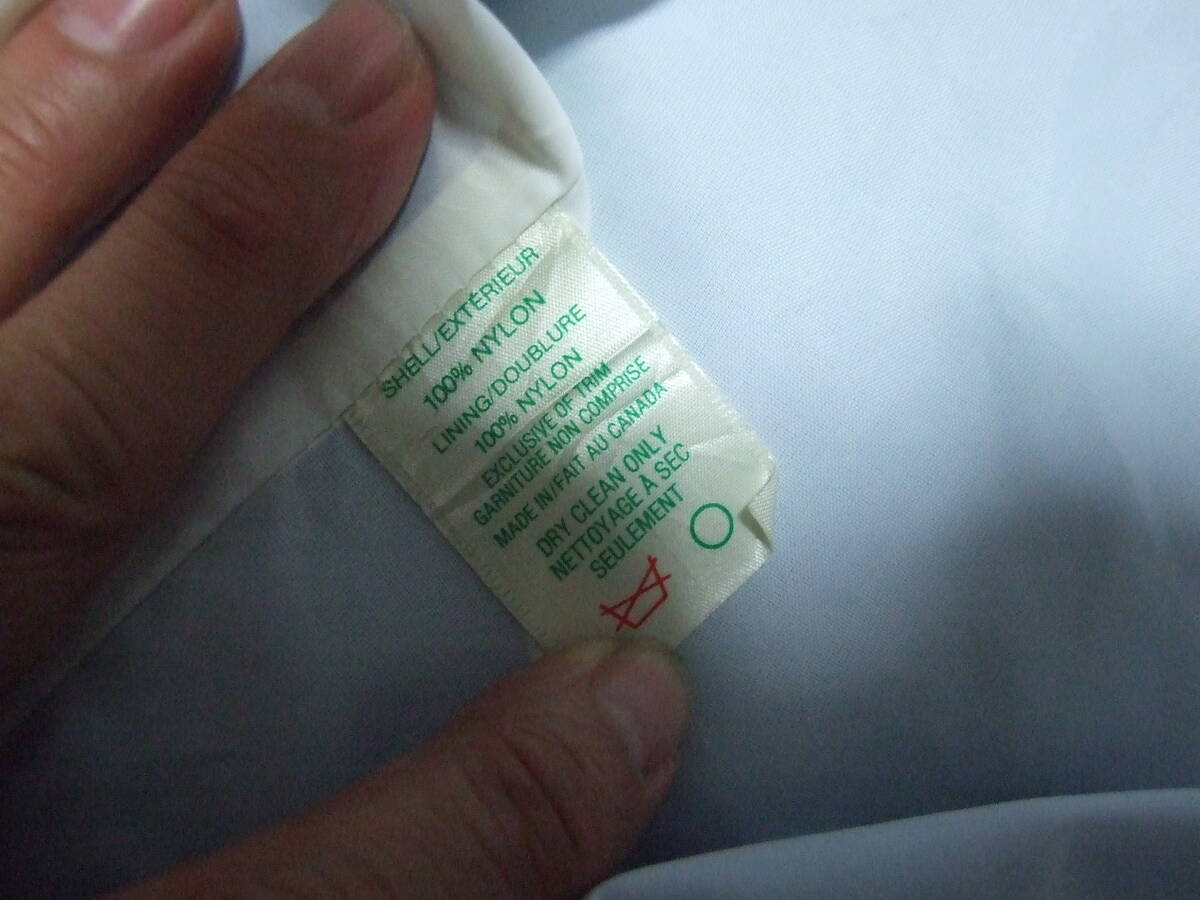 SHELL/EXTÉRIEUR
100% NYLON
LINING/DOUBLURE
100% NYLON
EXCLUSIVE OF TRIM
GARNITURE NON COMPRISE
MADE IN/FAIT AU CANADA
DRY CLEAN ONLY
NETTOYAGE À SEC
SEULEMENT